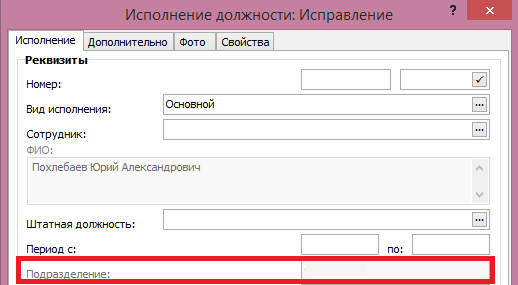 Исполнение должности: Исправление
Исполнение Дополнительно Фото Свойства
Реквизиты
Номер:
Вид исполнения: Основной
Сотрудник:
ФИО:
Похлебаев Юрий Александрович
Штатная должность:
Период с: по:
Подразделение: